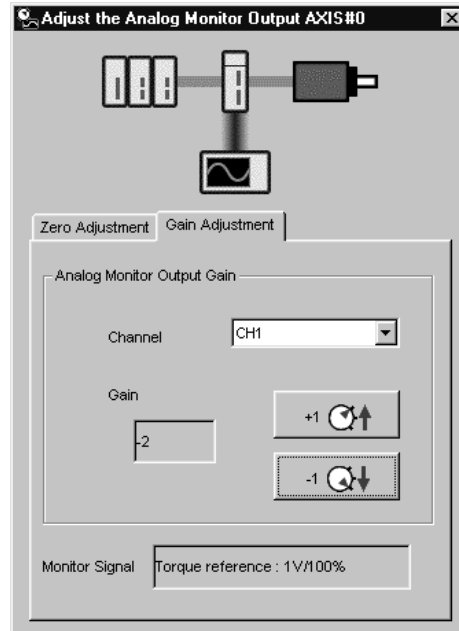 Adjust the Analog Monitor Output AXIS#0
Zero Adjustment
Gain Adjustment
Analog Monitor Output Gain
Channel
CH1
Gain
-2
+1
-1
Monitor Signal
Torque reference : 1V/100%